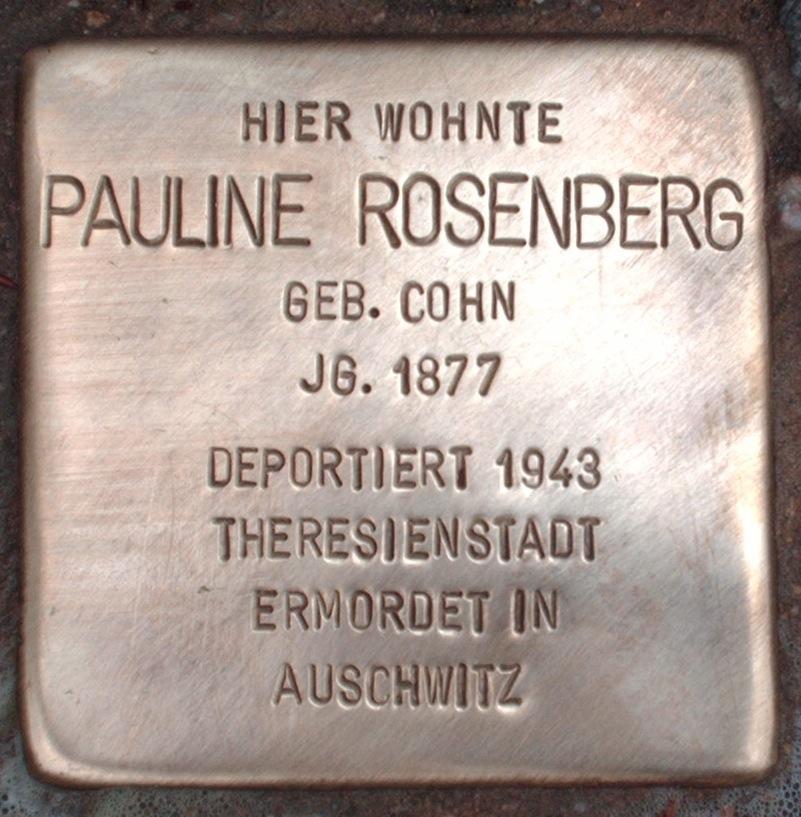 HIER WOHNTE
PAULINE ROSENBERG
GEB. COHN
JG. 1877
DEPORTIERT 1943
THERESIENSTADT
ERMORDET IN
AUSCHWITZ